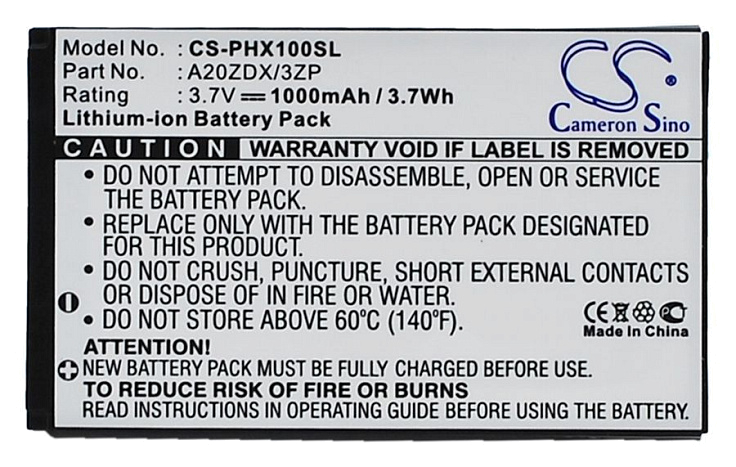 Model No. : CS-PHX100SL
Part No. : A20ZDX/3ZP
Rating : 3.7V 1000mAh / 3.7Wh
Lithium-ion Battery Pack
CS
Cameron Sino
CAUTION WARRANTY VOID IF LABEL IS REMOVED
• DO NOT ATTEMPT TO DISASSEMBLE, OPEN OR SERVICE
THE BATTERY PACK.
• REPLACE ONLY WITH THE BATTERY PACK DESIGNATED
FOR THIS PRODUCT.
• DO NOT CRUSH, PUNCTURE, SHORT EXTERNAL CONTACTS
OR DISPOSE OF IN FIRE OR WATER.
• DO NOT STORE ABOVE 60°C (140°F).
CE
Made In China
ATTENTION!
NEW BATTERY PACK MUST BE FULLY CHARGED BEFORE USE.
TO REDUCE RISK OF FIRE OR BURNS
READ INSTRUCTIONS IN OPERATING GUIDE BEFORE USING THE BATTERY.